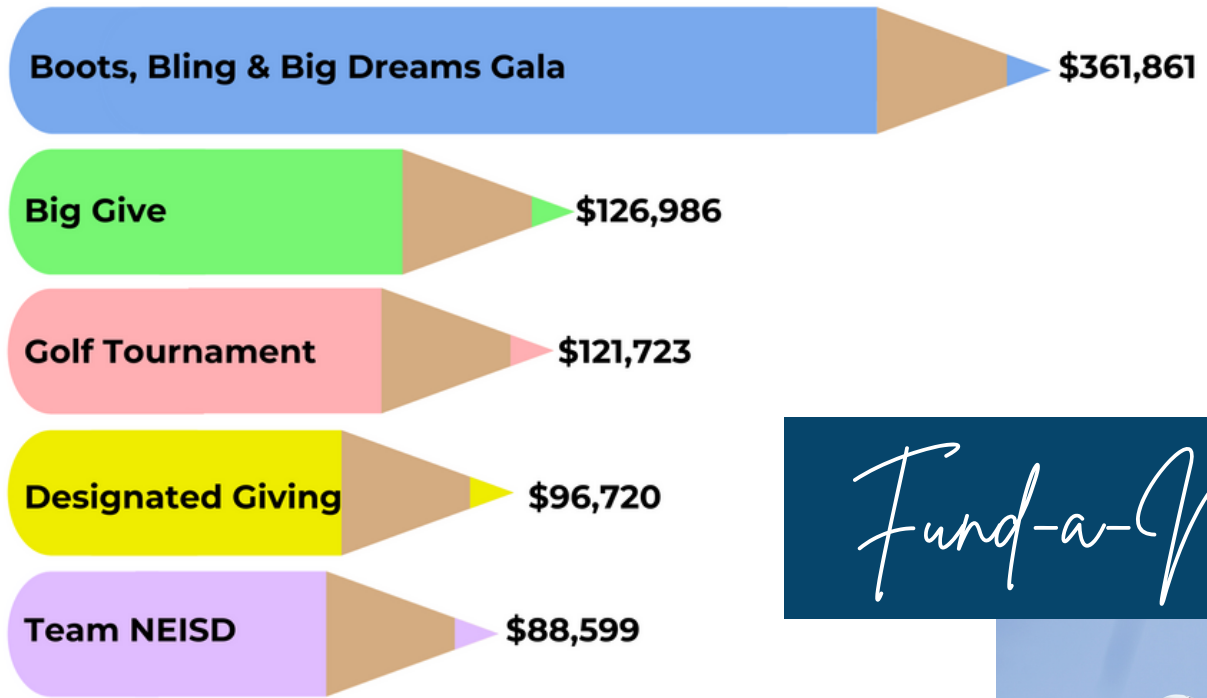 Boots, Bling & Big Dreams Gala $361,861
Big Give $126,986
Golf Tournament $121,723
Designated Giving $96,720
Team NEISD $88,599
Fund-a-